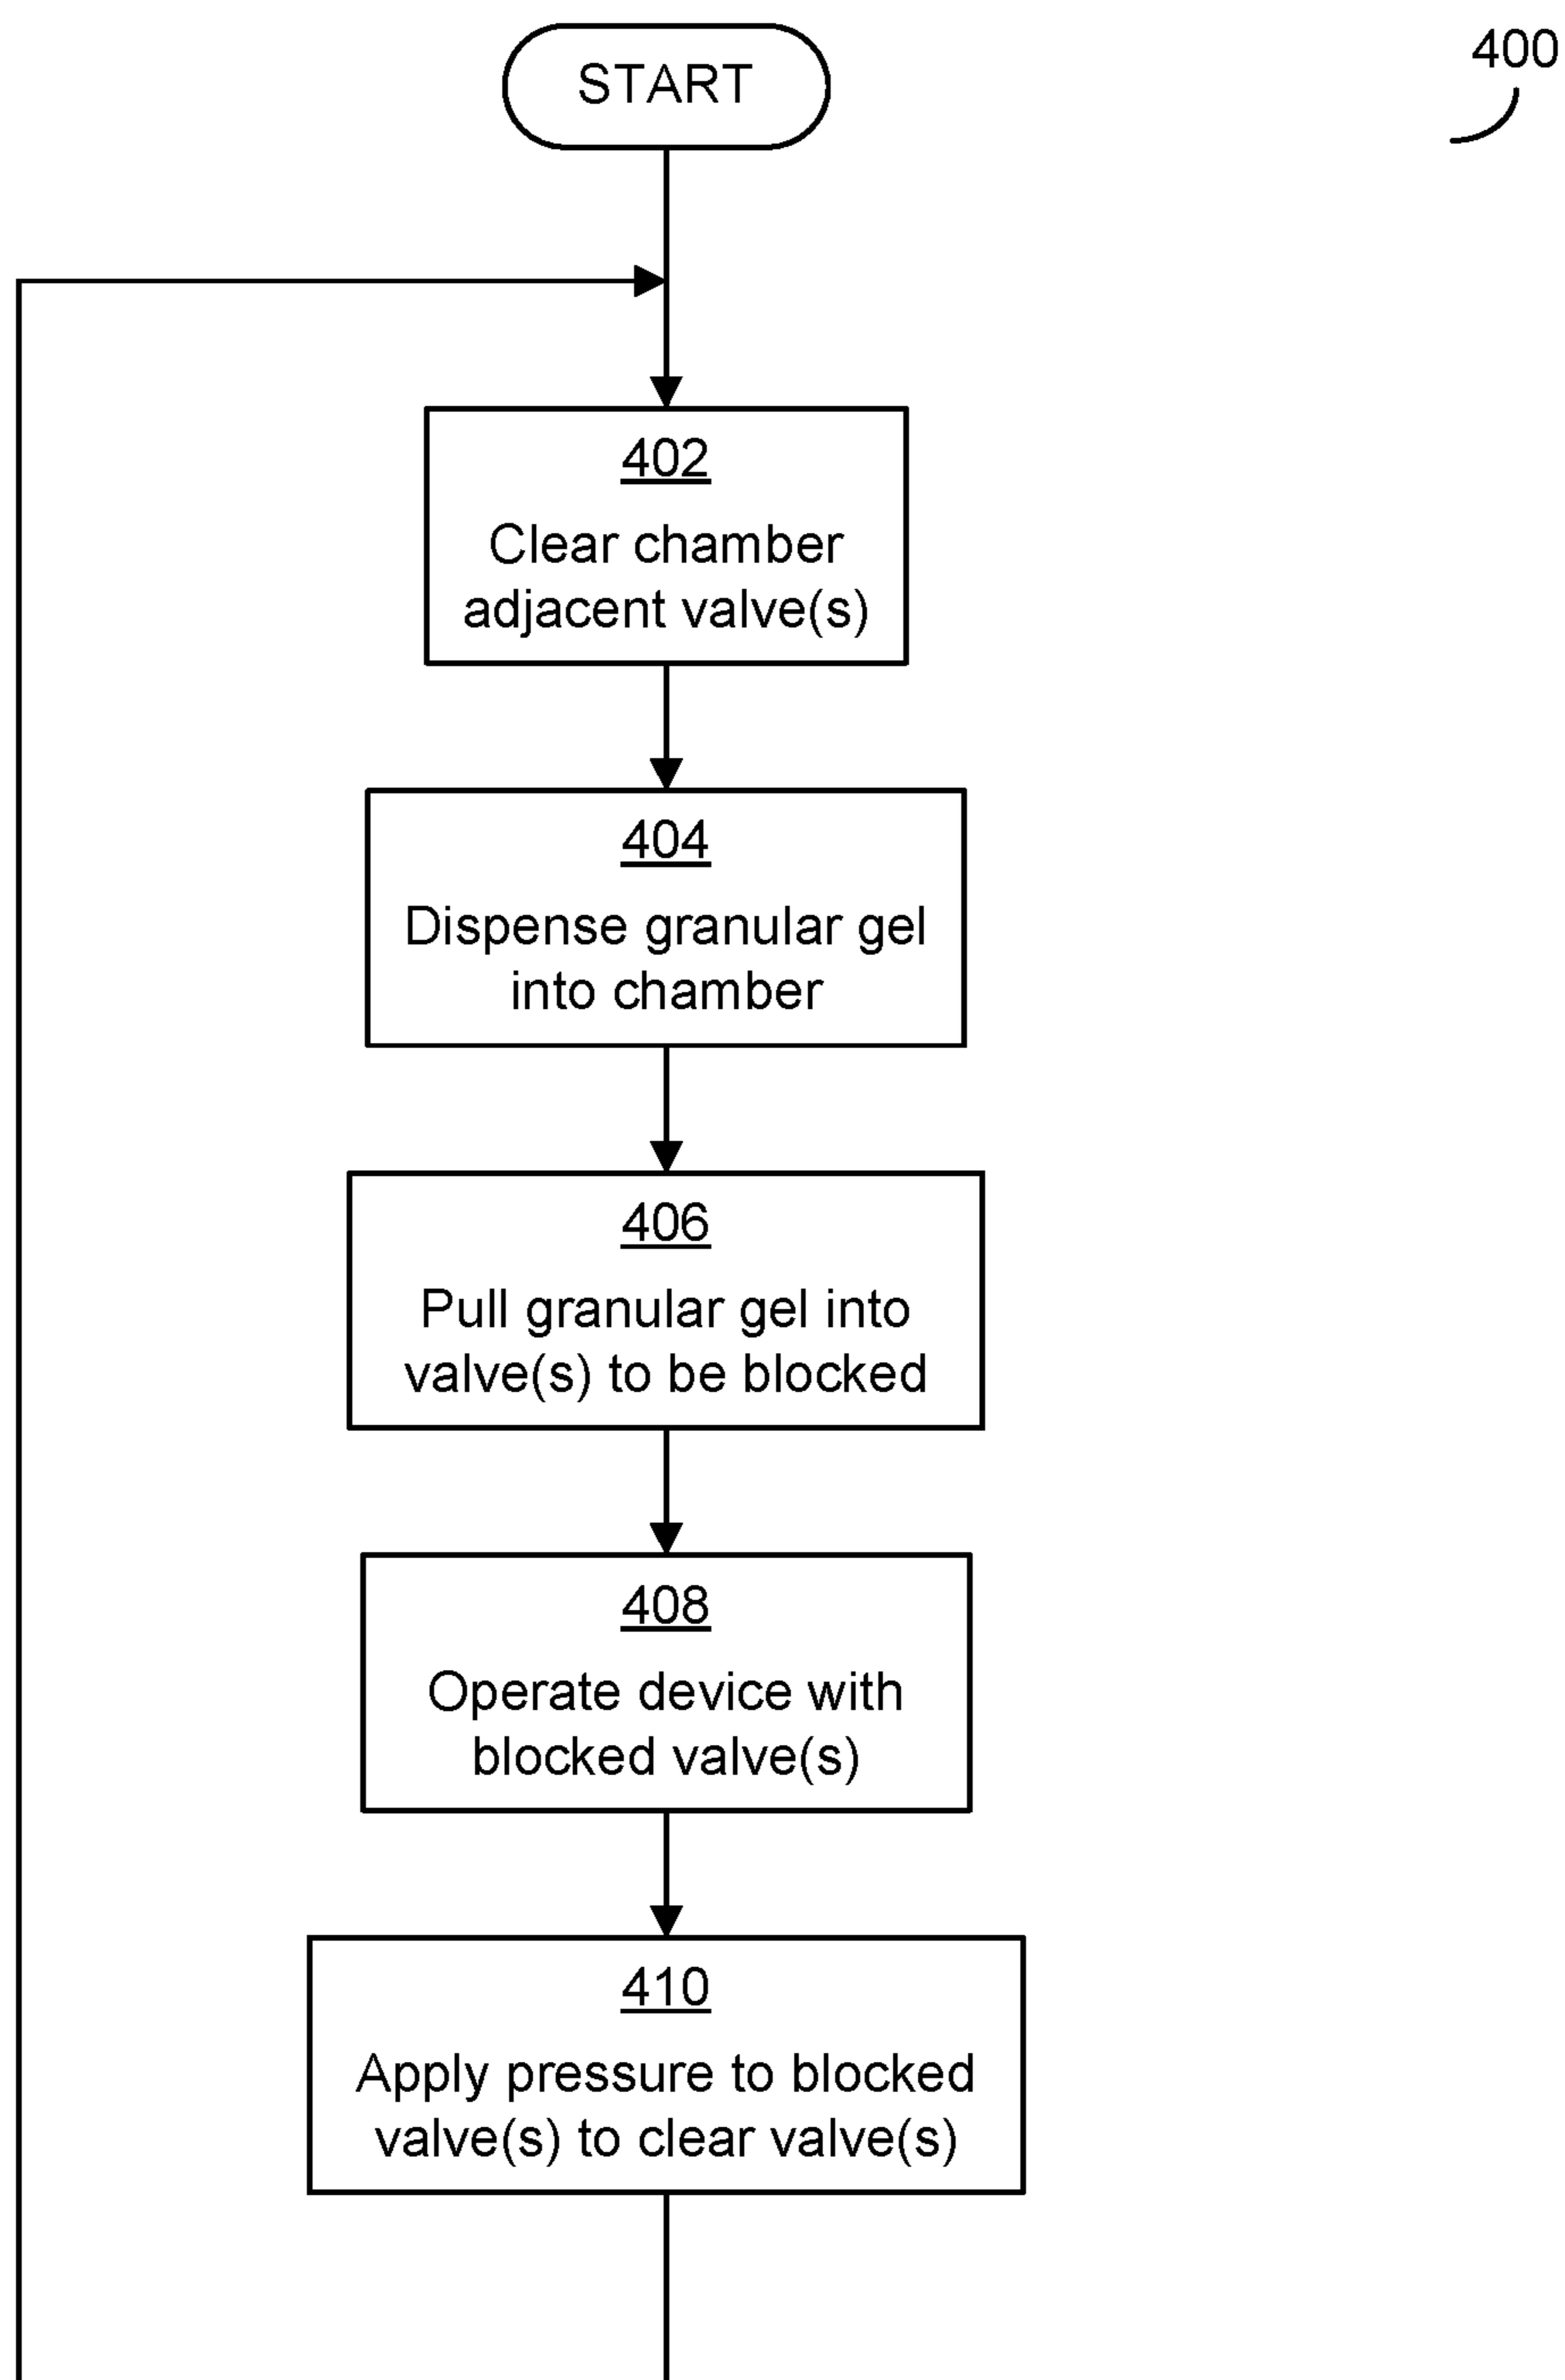 START
400
402
Clear chamber
adjacent valve(s)
404
Dispense granular gel
into chamber
406
Pull granular gel into
valve(s) to be blocked
408
Operate device with
blocked valve(s)
410
Apply pressure to blocked
valve(s) to clear valve(s)